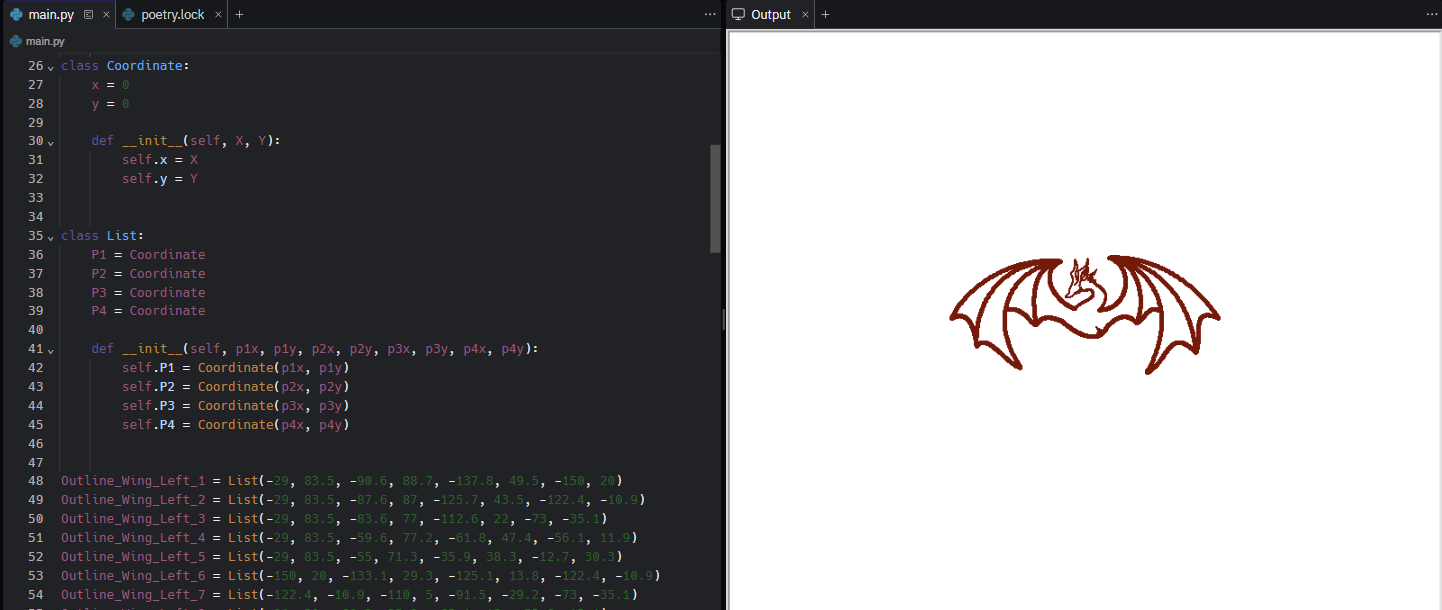 main.py × poetry.lock × + ...
main.py
26 class Coordinate:
27 x = 0
28 y = 0
29
30 def __init__(self, X, Y):
31 self.x = X
32 self.y = Y
33
34
35 class List:
36 P1 = Coordinate
37 P2 = Coordinate
38 P3 = Coordinate
39 P4 = Coordinate
40
41 def __init__(self, p1x, p1y, p2x, p2y, p3x, p3y, p4x, p4y):
42 self.P1 = Coordinate(p1x, p1y)
43 self.P2 = Coordinate(p2x, p2y)
44 self.P3 = Coordinate(p3x, p3y)
45 self.P4 = Coordinate(p4x, p4y)
46
47
48 Outline_Wing_Left_1 = List(-29, 83.5, -90.6, 88.7, -137.8, 49.5, -150, 20)
49 Outline_Wing_Left_2 = List(-29, 83.5, -87.6, 87, -125.7, 43.5, -122.4, -10.9)
50 Outline_Wing_Left_3 = List(-29, 83.5, -83.6, 77, -112.6, 22, -73, -35.1)
51 Outline_Wing_Left_4 = List(-29, 83.5, -59.6, 77.2, -61.8, 47.4, -56.1, 11.9)
52 Outline_Wing_Left_5 = List(-29, 83.5, -55, 71.3, -35.9, 38.3, -12.7, 30.3)
53 Outline_Wing_Left_6 = List(-150, 20, -133.1, 29.3, -125.1, 13.8, -122.4, -10.9)
54 Outline_Wing_Left_7 = List(-122.4, -10.9, -110, 5, -91.5, -29.2, -73, -35.1)
Output × + ...